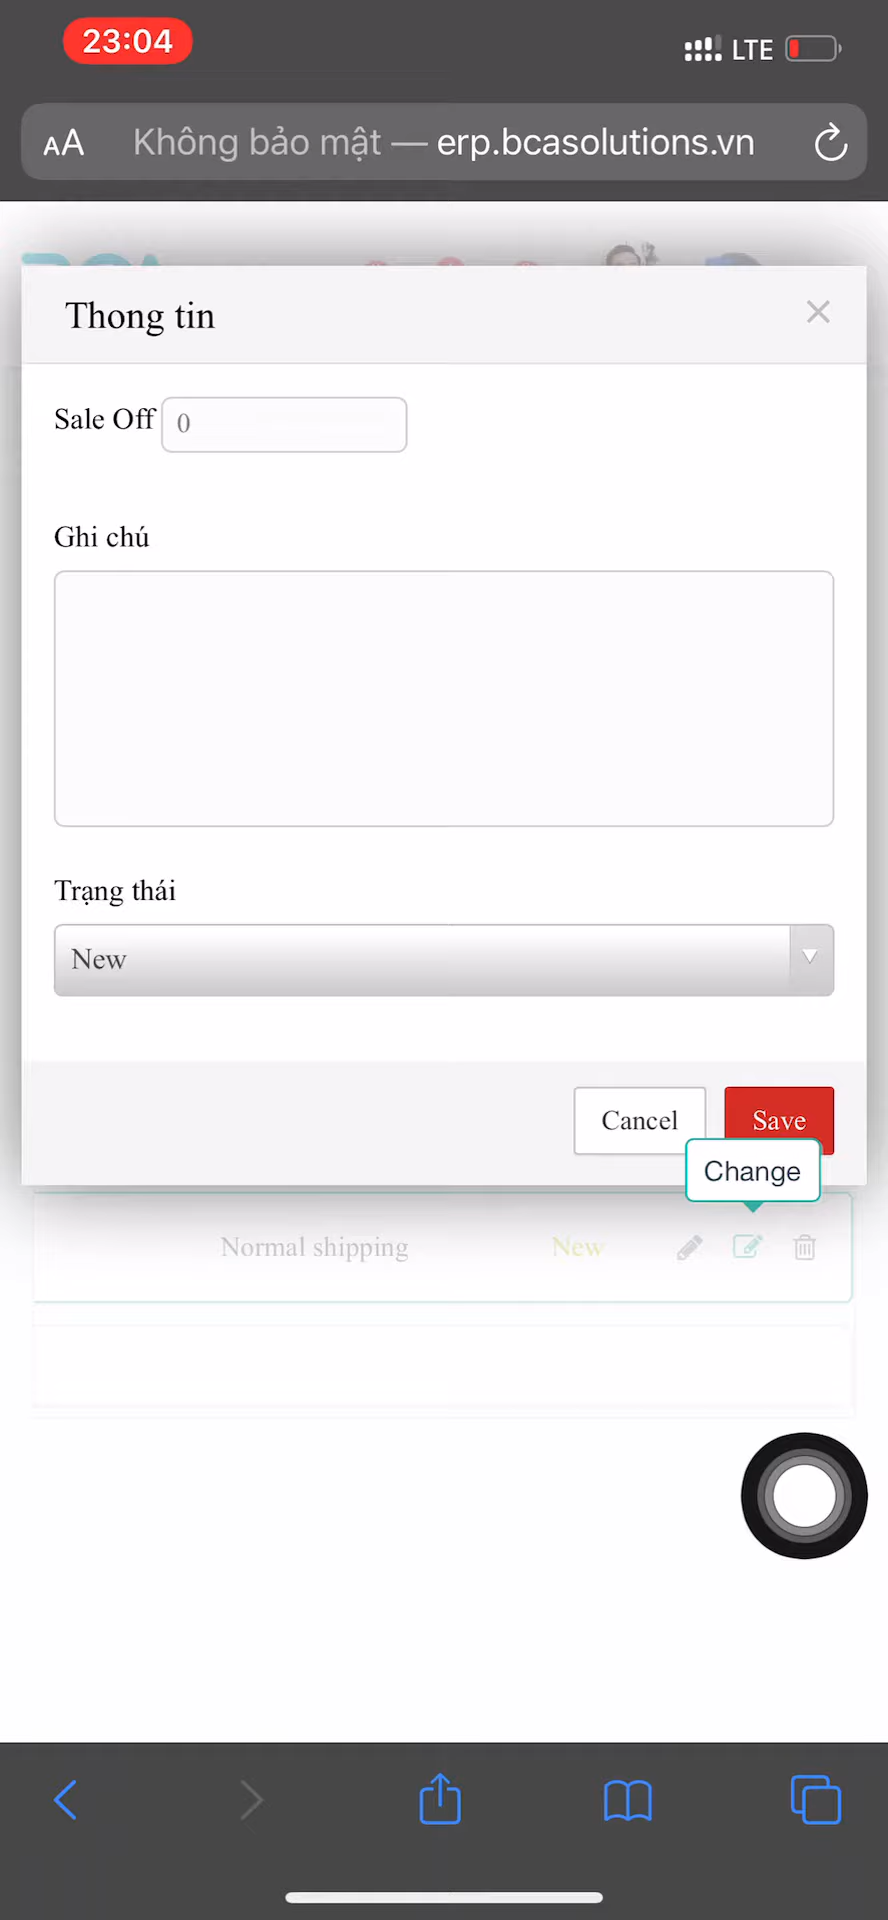 23:04
LTE
AA Không bảo mật — erp.bcasolutions.vn
Thong tin
Sale Off 0
Ghi chú
Trạng thái
New
Cancel Save
Change
Normal shipping New